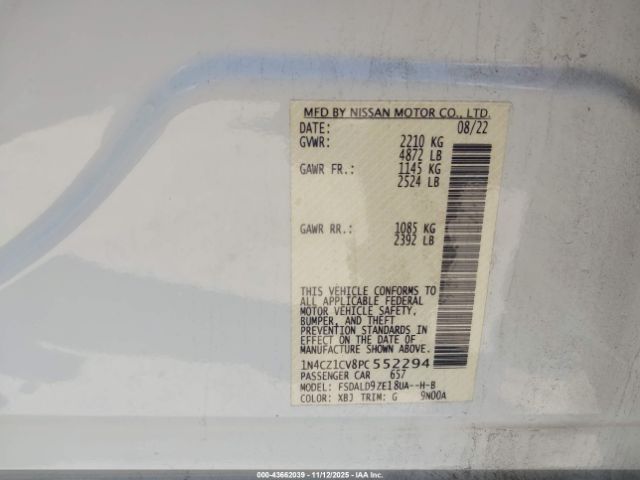 MFD BY NISSAN MOTOR CO., LTD.
DATE: 08/22
GVWR: 2210 KG
4872 LB
GAWR FR.: 1145 KG
2524 LB
GAWR RR.: 1085 KG
2392 LB
THIS VEHICLE CONFORMS TO
ALL APPLICABLE FEDERAL
MOTOR VEHICLE SAFETY,
BUMPER, AND THEFT
PREVENTION STANDARDS IN
EFFECT ON THE DATE OF
MANUFACTURE SHOWN ABOVE.
1N4CZ1CV8PC552294
PASSENGER CAR 657
MODEL: FSDALD9ZE18UA--H-B
COLOR: XBJ TRIM: G 9N00A
000-43662039 - 11/12/2025 - IAA Inc.